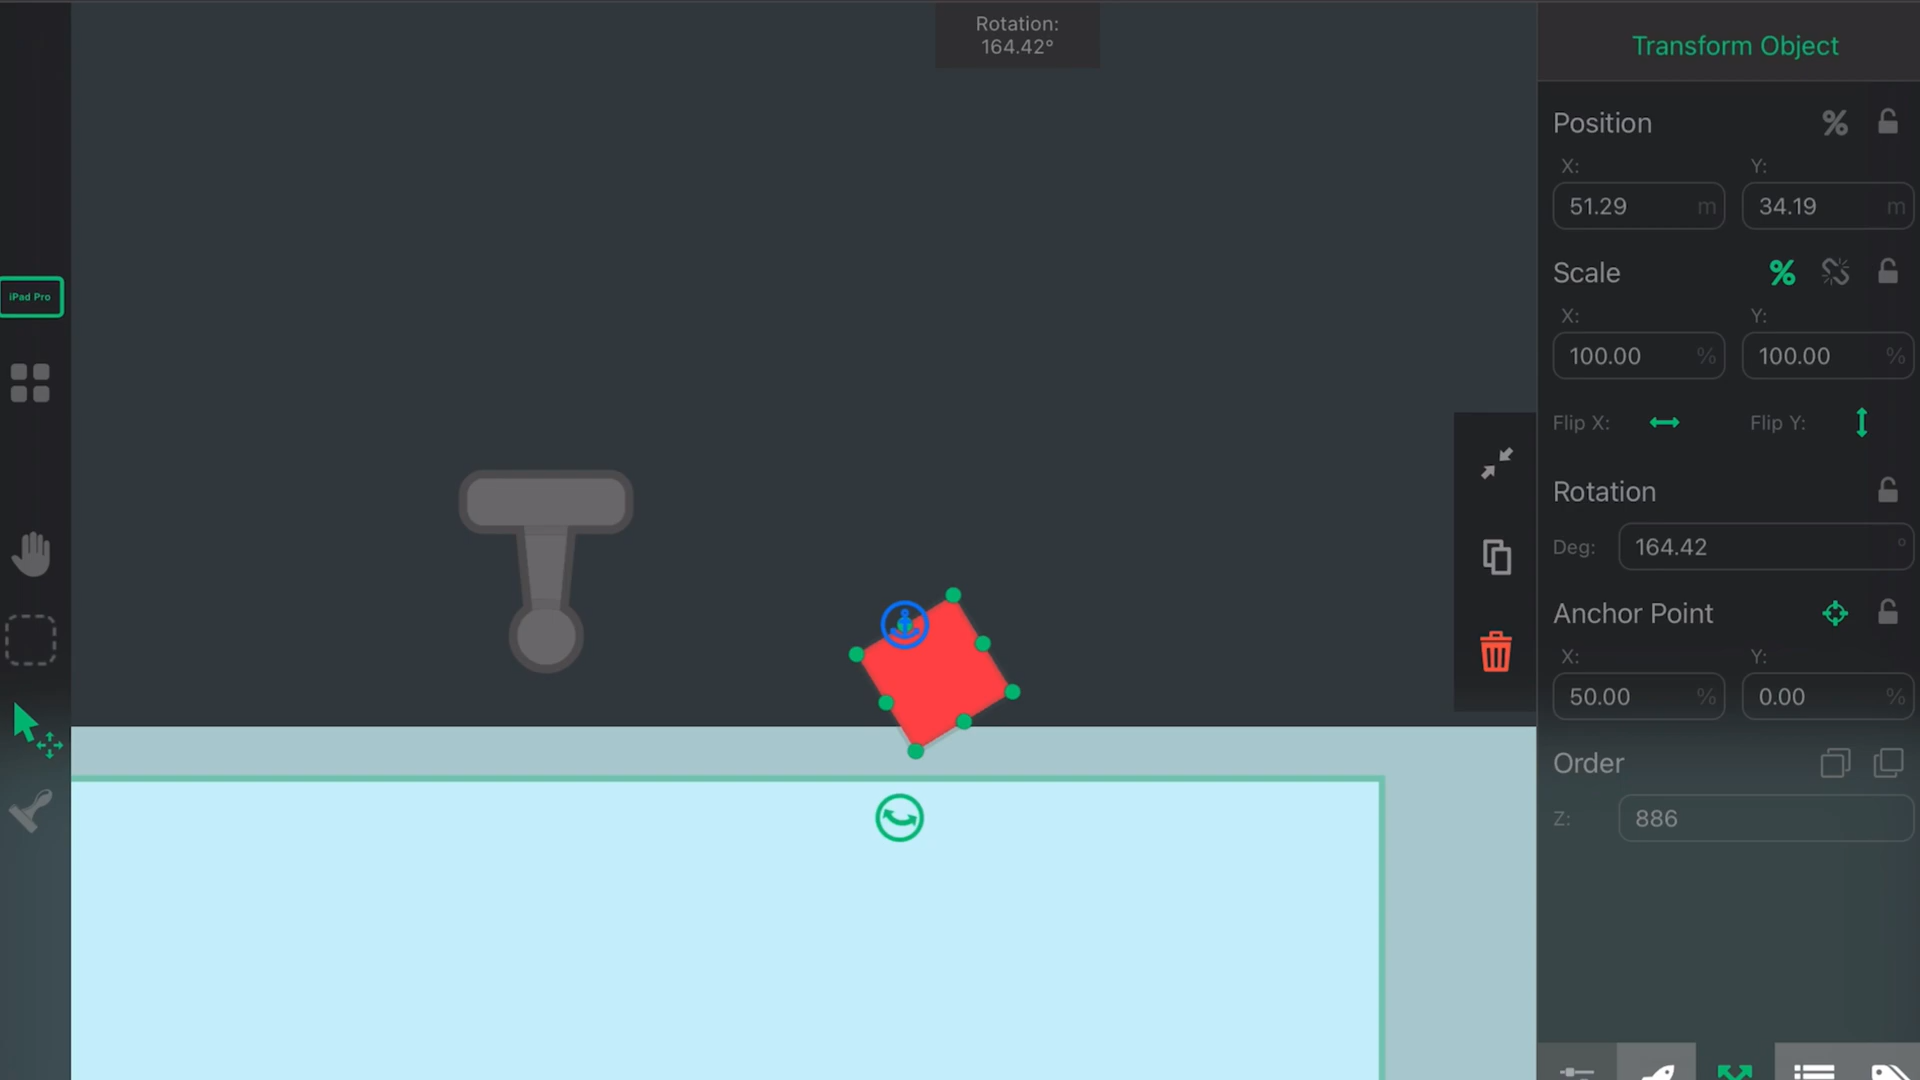 Rotation:
164.42°
Transform Object
iPad Pro
Position
%
X:
Y:
51.29 m
34.19 m
Scale
%
X:
Y:
100.00 %
100.00 %
Flip X:
Flip Y:
Rotation
Deg:
164.42 °
Anchor Point
X:
Y:
50.00 %
0.00 %
Order
Z:
886